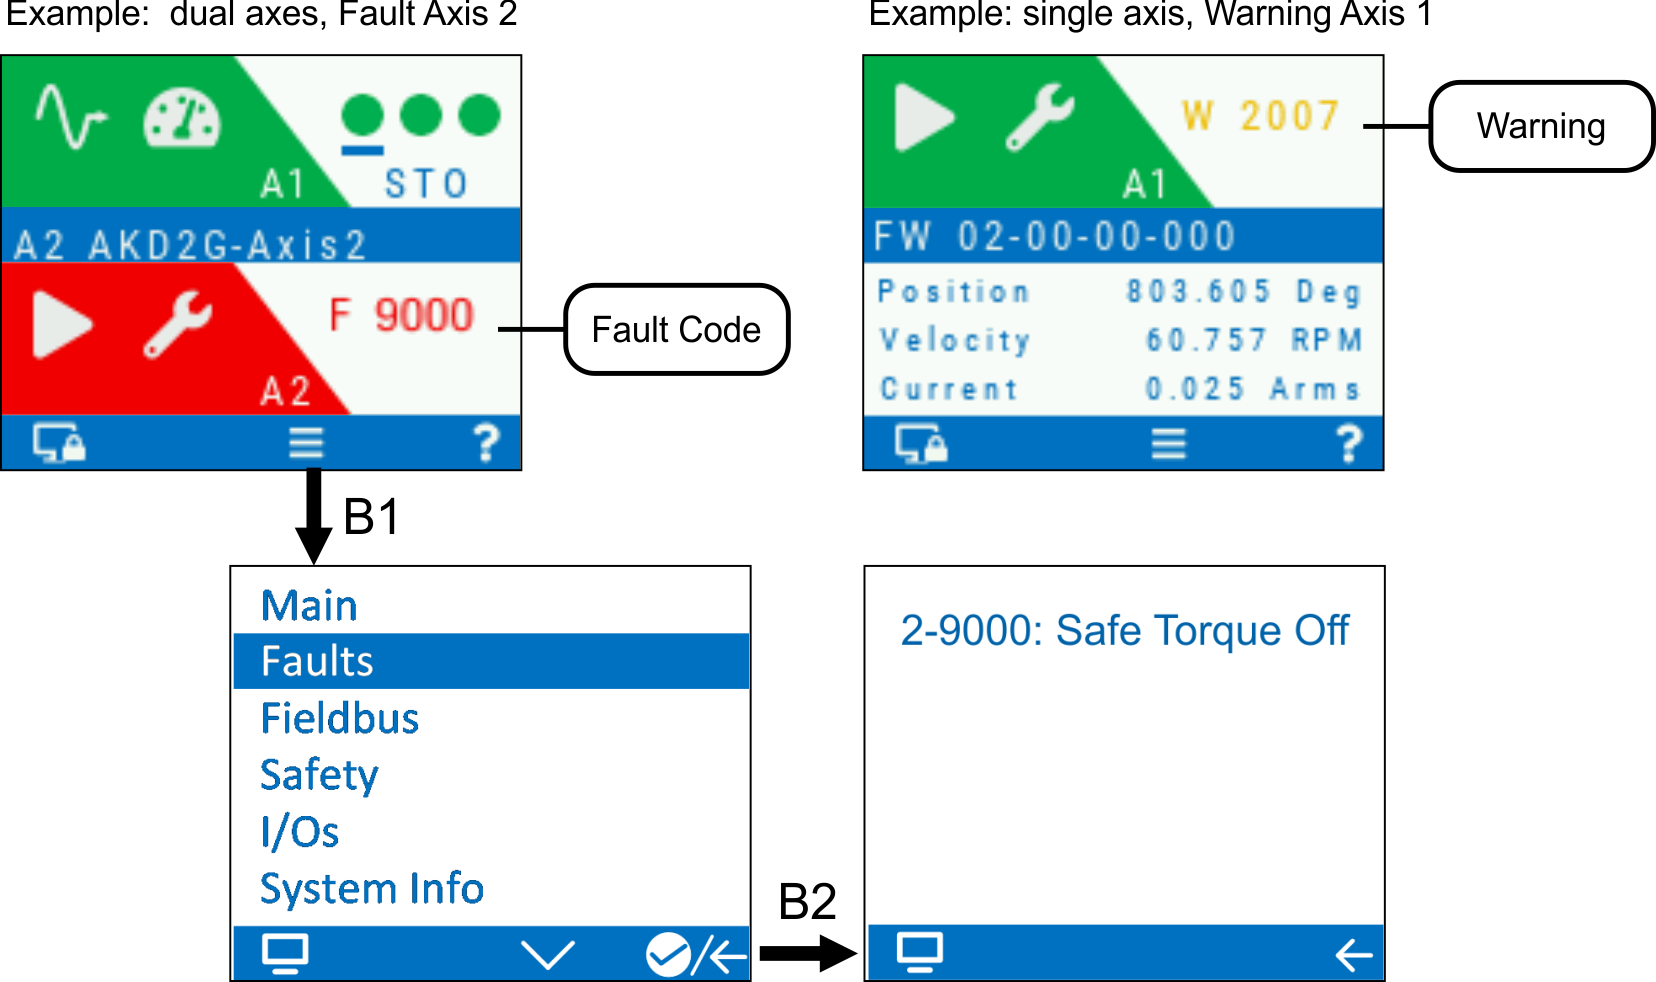 Example:  dual axes, Fault Axis 2
A1
STO
A2 AKD2G-Axis2
F 9000
A2
?
Fault Code
Example: single axis, Warning Axis 1
W 2007
A1
Warning
FW 02-00-00-000
Position 803.605 Deg
Velocity 60.757 RPM
Current 0.025 Arms
?
B1
Main
Faults
Fieldbus
Safety
I/Os
System Info
/
B2
2-9000: Safe Torque Off